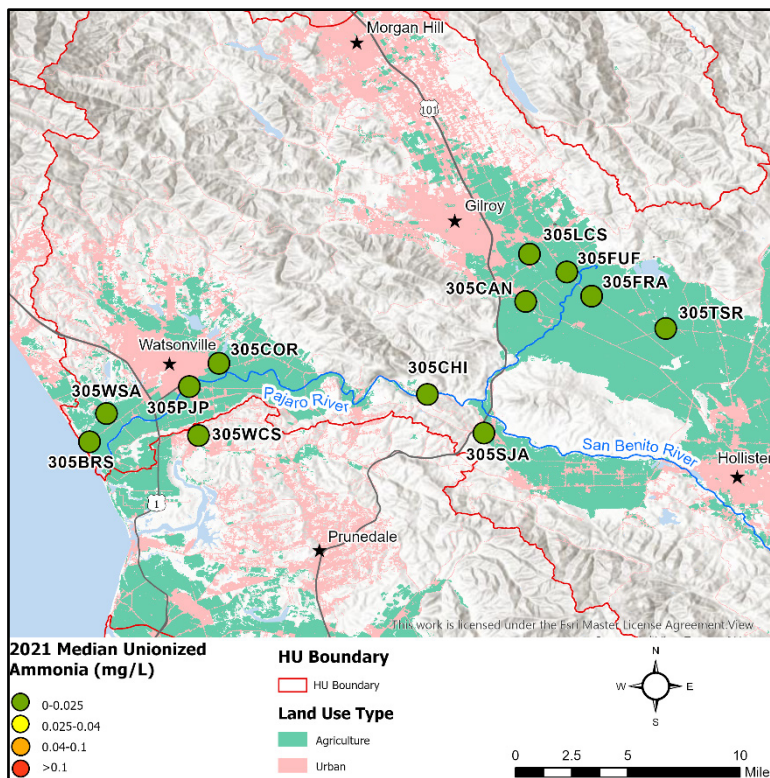 Morgan Hill
101
Gilroy
305LCS
305FUF
305CAN
305FRA
305TSR
Watsonville
305COR
305WSA
305PJP
305CHI
Pajaro River
305WCS
305BRS
305SJA
San Benito River
Hollister
1
Prunedale
This work is licensed under the Esri Master License Agreement.View
2021 Median Unionized
Ammonia (mg/L)
0-0.025
0.025-0.04
0.04-0.1
>0.1
HU Boundary
HU Boundary
Land Use Type
Agriculture
Urban
N
W
E
S
0
2.5
5
10
Mile